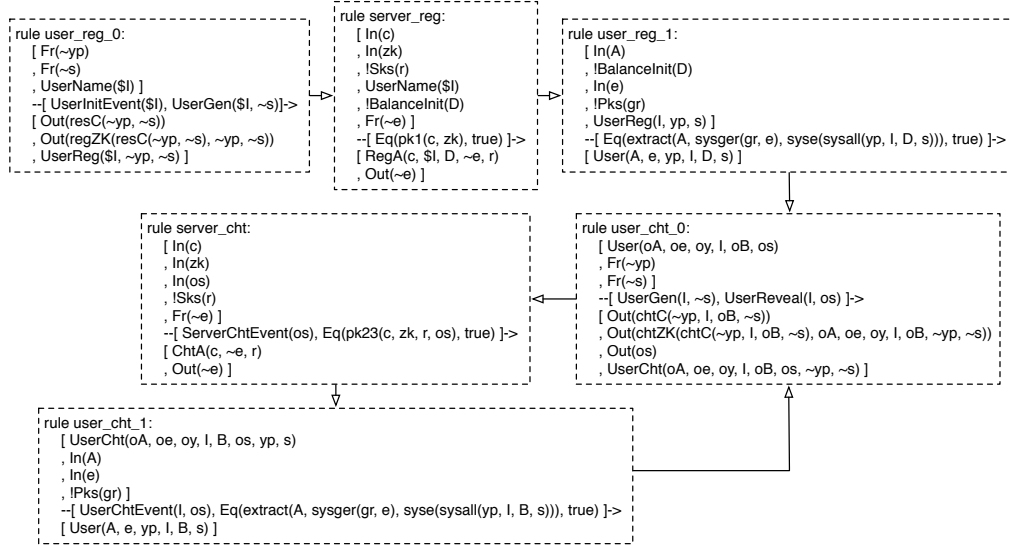 rule user_reg_0:
[ Fr(~yp)
, Fr(~s)
, UserName($I) ]
--[ UserInitEvent($I), UserGen($I, ~s)]->
[ Out(resC(~yp, ~s))
, Out(regZK(resC(~yp, ~s), ~yp, ~s))
, UserReg($I, ~yp, ~s) ]
rule server_reg:
[ In(c)
, In(zk)
, !Sks(r)
, UserName($I)
, !BalanceInit(D)
, Fr(~e) ]
--[ Eq(pk1(c, zk), true) ]->
[ RegA(c, $I, D, ~e, r)
, Out(~e) ]
rule user_reg_1:
[ In(A)
, !BalanceInit(D)
, In(e)
, !Pks(gr)
, UserReg(I, yp, s) ]
--[ Eq(extract(A, sysger(gr, e), syse(sysall(yp, I, D, s))), true) ]->
[ User(A, e, yp, I, D, s) ]
rule server_cht:
[ In(c)
, In(zk)
, In(os)
, !Sks(r)
, Fr(~e) ]
--[ ServerChtEvent(os), Eq(pk23(c, zk, r, os), true) ]->
[ ChtA(c, ~e, r)
, Out(~e) ]
rule user_cht_0:
[ User(oA, oe, oy, I, oB, os)
, Fr(~yp)
, Fr(~s) ]
--[ UserGen(I, ~s), UserReveal(I, os) ]->
[ Out(chtC(~yp, I, oB, ~s))
, Out(chtZK(chtC(~yp, I, oB, ~s), oA, oe, oy, I, oB, ~yp, ~s))
, Out(os)
, UserCht(oA, oe, oy, I, oB, os, ~yp, ~s) ]
rule user_cht_1:
[ UserCht(oA, oe, oy, I, B, os, yp, s)
, In(A)
, In(e)
, !Pks(gr) ]
--[ UserChtEvent(I, os), Eq(extract(A, sysger(gr, e), syse(sysall(yp, I, B, s))), true) ]->
[ User(A, e, yp, I, B, s) ]